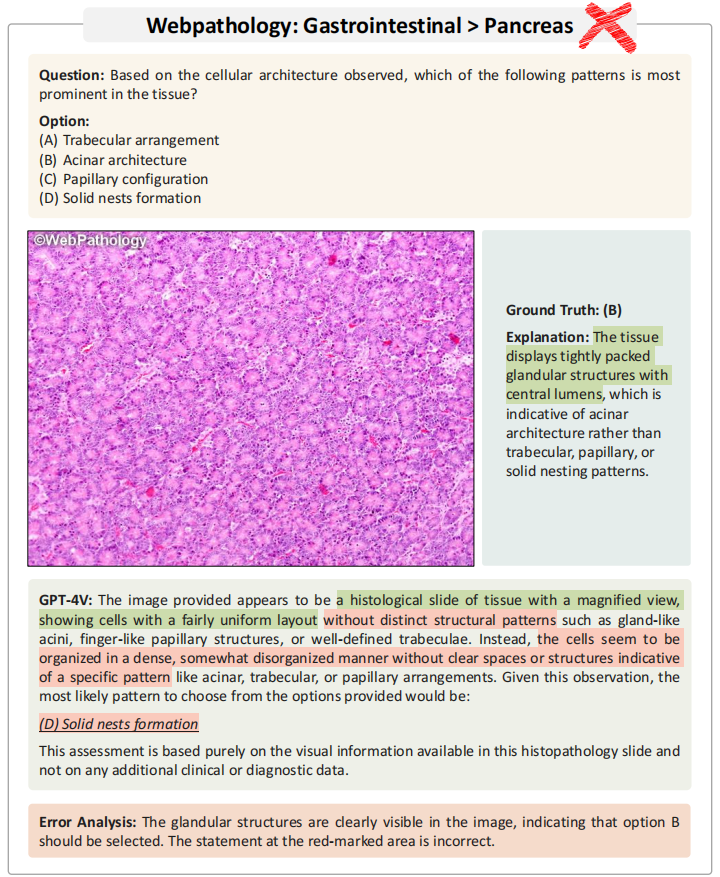 Webpathology: Gastrointestinal > Pancreas
Question: Based on the cellular architecture observed, which of the following patterns is most
prominent in the tissue?
Option:
(A) Trabecular arrangement
(B) Acinar architecture
(C) Papillary configuration
(D) Solid nests formation
©WebPathology
Ground Truth: (B)
Explanation: The tissue
displays tightly packed
glandular structures with
central lumens, which is
indicative of acinar
architecture rather than
trabecular, papillary, or
solid nesting patterns.
GPT-4V: The image provided appears to be a histological slide of tissue with a magnified view,
showing cells with a fairly uniform layout without distinct structural patterns such as gland-like
acini, finger-like papillary structures, or well-defined trabeculae. Instead, the cells seem to be
organized in a dense, somewhat disorganized manner without clear spaces or structures indicative
of a specific pattern like acinar, trabecular, or papillary arrangements. Given this observation, the
most likely pattern to choose from the options provided would be:
(D) Solid nests formation
This assessment is based purely on the visual information available in this histopathology slide and
not on any additional clinical or diagnostic data.
Error Analysis: The glandular structures are clearly visible in the image, indicating that option B
should be selected. The statement at the red-marked area is incorrect.